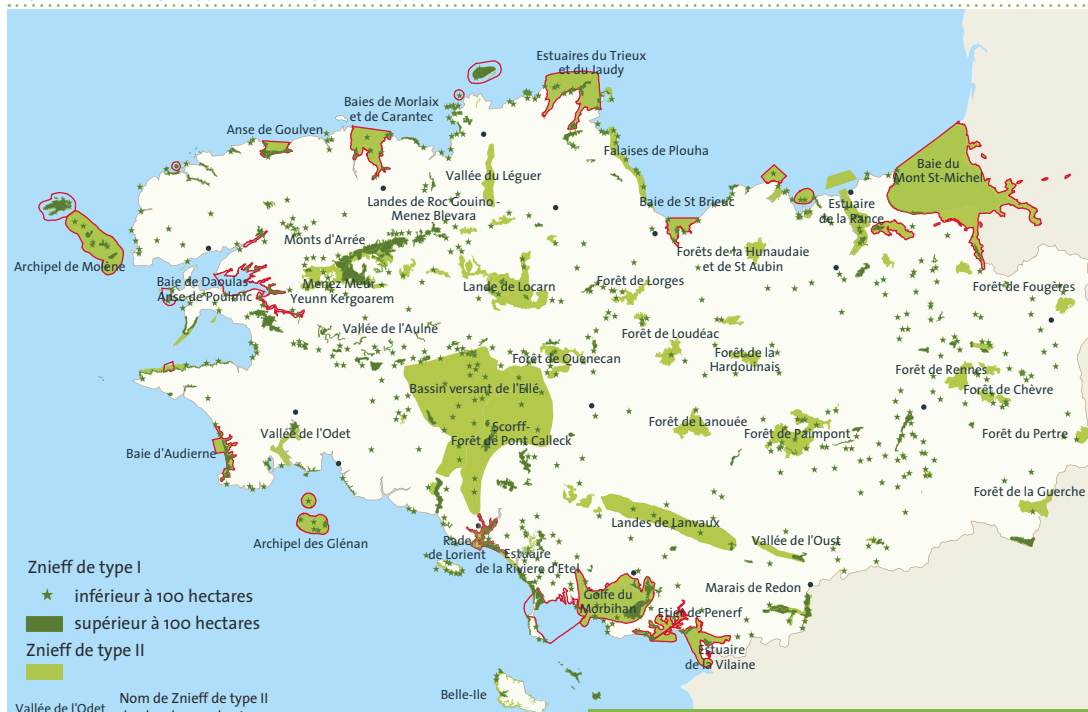 Estuaires du Trieux
et du Jaudy
Baies de Morlaix
et de Carantec
Anse de Goulven
Falaises de Plouha
Vallée du Léguer
Baie du
Mont St-Michel
Landes de Roc Gouino -
Menez Blevara
Baie de St Brieuc
Estuaire
de la Rance
Monts d'Arrée
Forêts de la Hunaudaie
et de St Aubin
Archipel de Molène
Baie de Daoulas
Anse de Poulmic
Menez Meur
Yeunn Kergoarem
Lande de Locarn
Forêt de Lorges
Forêt de Fougères
Vallée de l'Aulne
Forêt de Loudéac
Forêt de Quénécan
Forêt de la
Hardouinais
Forêt de Rennes
Forêt de Chèvre
Bassin versant de l'Ellé
Scorff-
Forêt de Pont Calleck
Forêt de Lanouée
Forêt de Paimpont
Forêt du Pertre
Vallée de l'Odet
Baie d'Audierne
Forêt de la Guerche
Archipel des Glénan
Landes de Lanvaux
Vallée de l'Oust
Rade
de Lorient
Estuaire
de la Riviere d'Etel
Marais de Redon
Golfe du
Morbihan
Etier de Penerf
Estuaire
de la Vilaine
Belle-Ile
Znieff de type I
inférieur à 100 hectares
supérieur à 100 hectares
Znieff de type II
Vallée de l'Odet
Nom de Znieff de type II